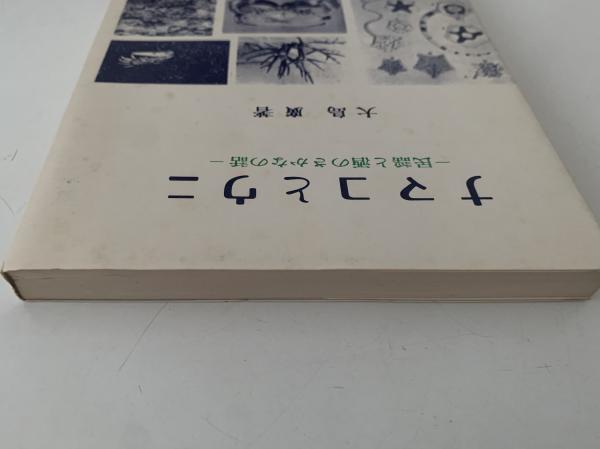 ナマコとウニ
―民謡と酒のさかなの話―
大島廣著